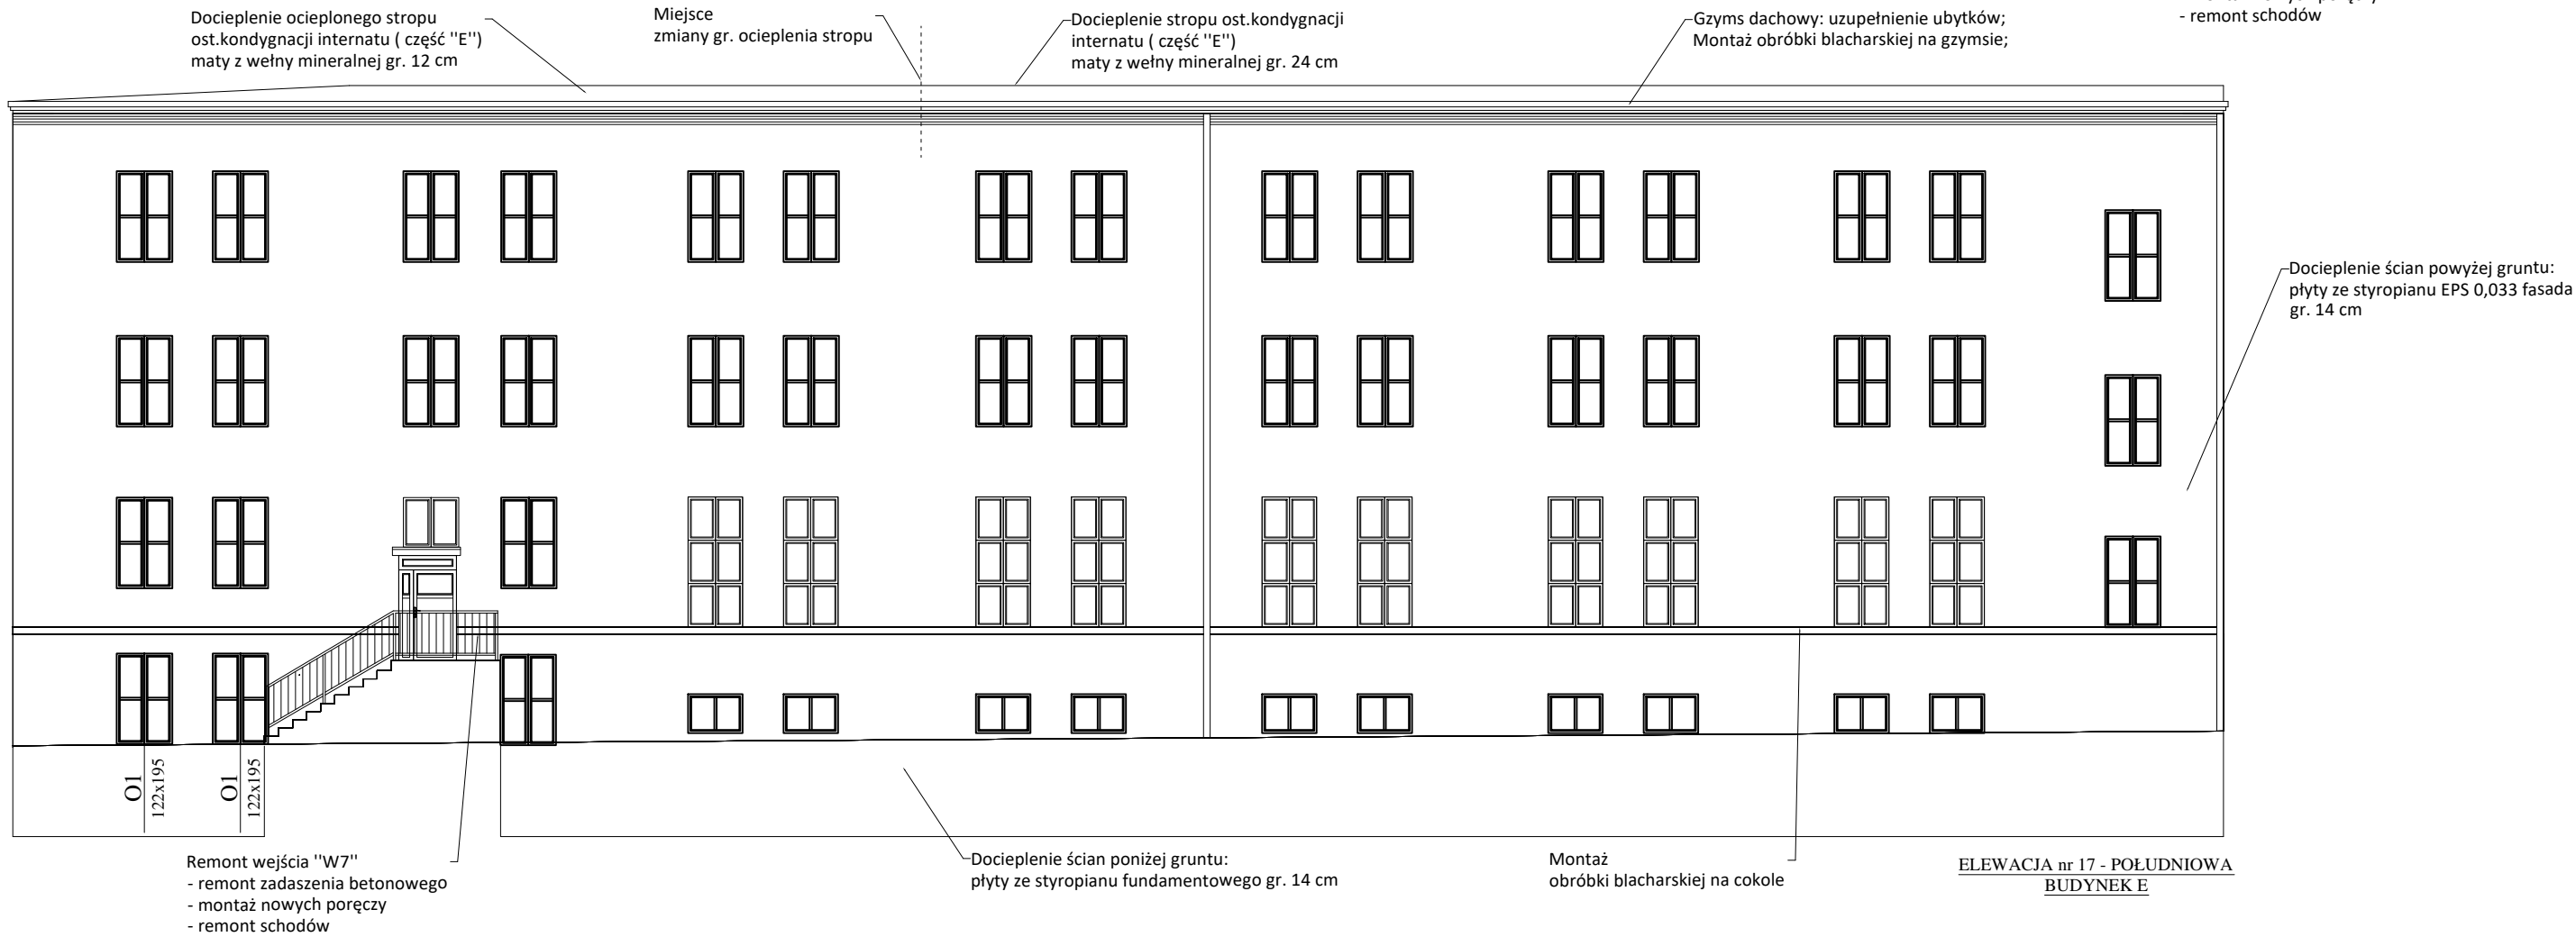 Docieplenie ocieplonego stropu
ost.kondygnacji internatu ( część "E")
maty z wełny mineralnej gr. 12 cm
Miejsce
zmiany gr. ocieplenia stropu
Docieplenie stropu ost.kondygnacji
internatu ( część "E")
maty z wełny mineralnej gr. 24 cm
Gzyms dachowy: uzupełnienie ubytków;
Montaż obróbki blacharskiej na gzymsie;
- remont schodów
Docieplenie ścian powyżej gruntu:
płyty ze styropianu EPS 0,033 fasada
gr. 14 cm
O1
122x195
O1
122x195
Remont wejścia "W7"
- remont zadaszenia betonowego
- montaż nowych poręczy
- remont schodów
Docieplenie ścian poniżej gruntu:
płyty ze styropianu fundamentowego gr. 14 cm
Montaż
obróbki blacharskiej na cokole
ELEWACJA nr 17 - POŁUDNIOWA
BUDYNEK E